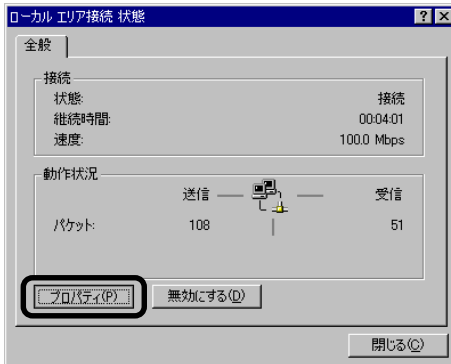 ローカル エリア接続 状態
全般
接続
状態: 接続
継続時間: 00:04:01
速度: 100.0 Mbps
動作状況
送信 受信
パケット: 108 51
プロパティ(P) 無効にする(D)
閉じる(C)